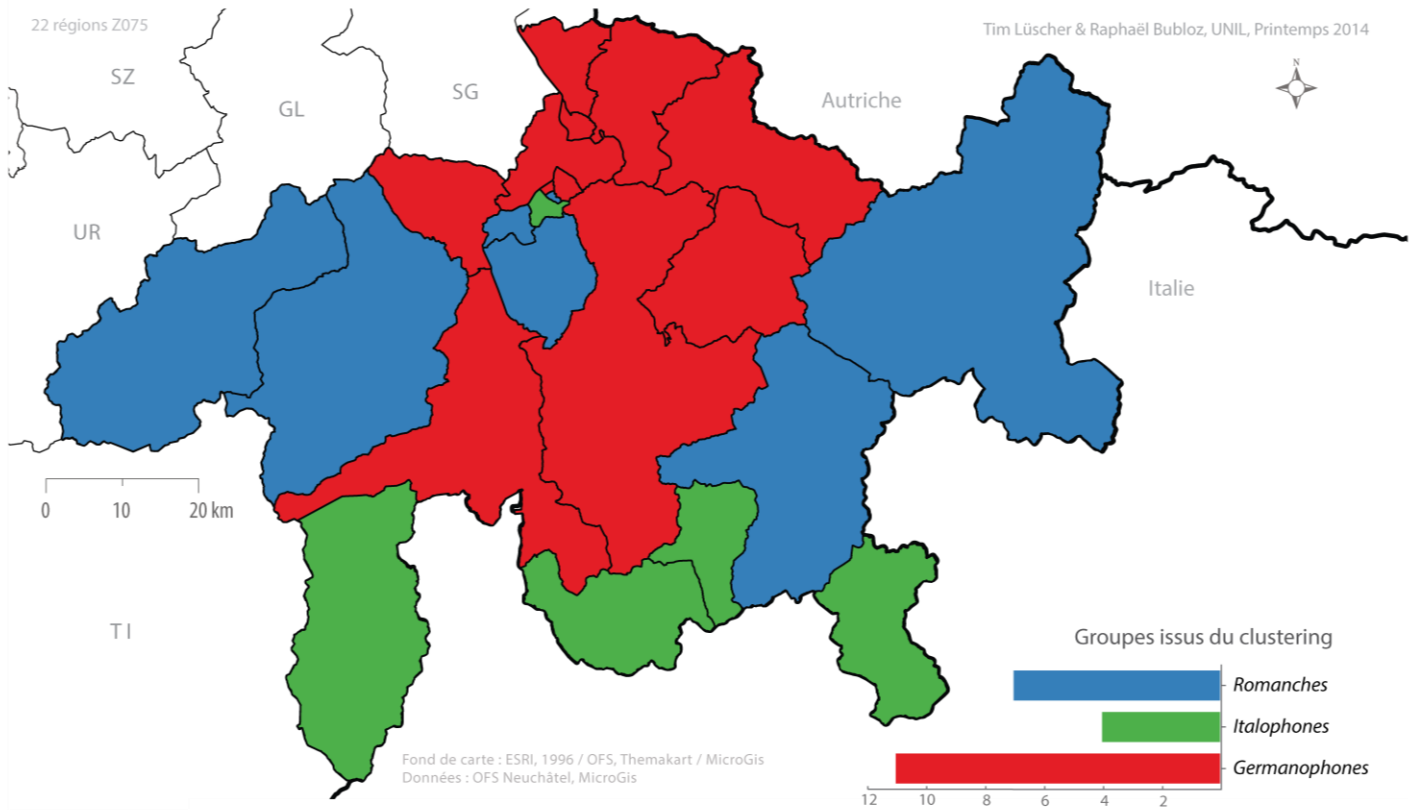 22 régions Z075
Tim Lüscher & Raphaël Bubloz, UNIL, Printemps 2014
N
SZ
GL
SG
Autriche
UR
Italie
0 10 20 km
TI
Groupes issus du clustering
Romanches
Italophones
Germanophones
12 10 8 6 4 2
Fond de carte : ESRI, 1996 / OFS, Themakart / MicroGis
Données : OFS Neuchâtel, MicroGis